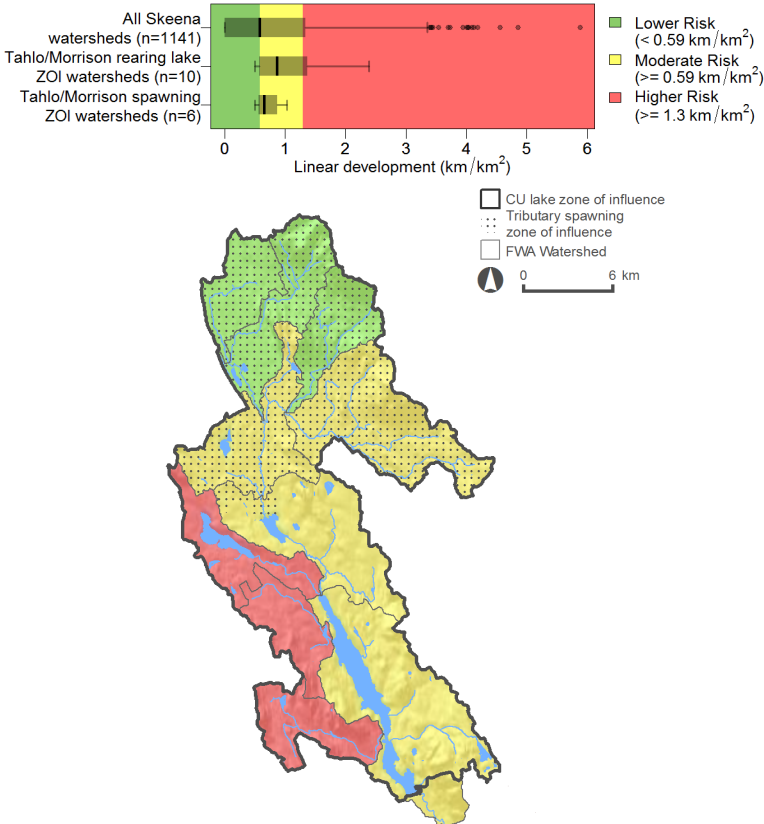 All Skeena
watersheds (n=1141)
Tahlo/Morrison rearing lake
ZOI watersheds (n=10)
Tahlo/Morrison spawning
ZOI watersheds (n=6)
0 1 2 3 4 5 6
Linear development (km/km²)
Lower Risk
(< 0.59 km/km²)
Moderate Risk
(>= 0.59 km/km²)
Higher Risk
(>= 1.3 km/km²)
CU lake zone of influence
Tributary spawning
zone of influence
FWA Watershed
0 6 km